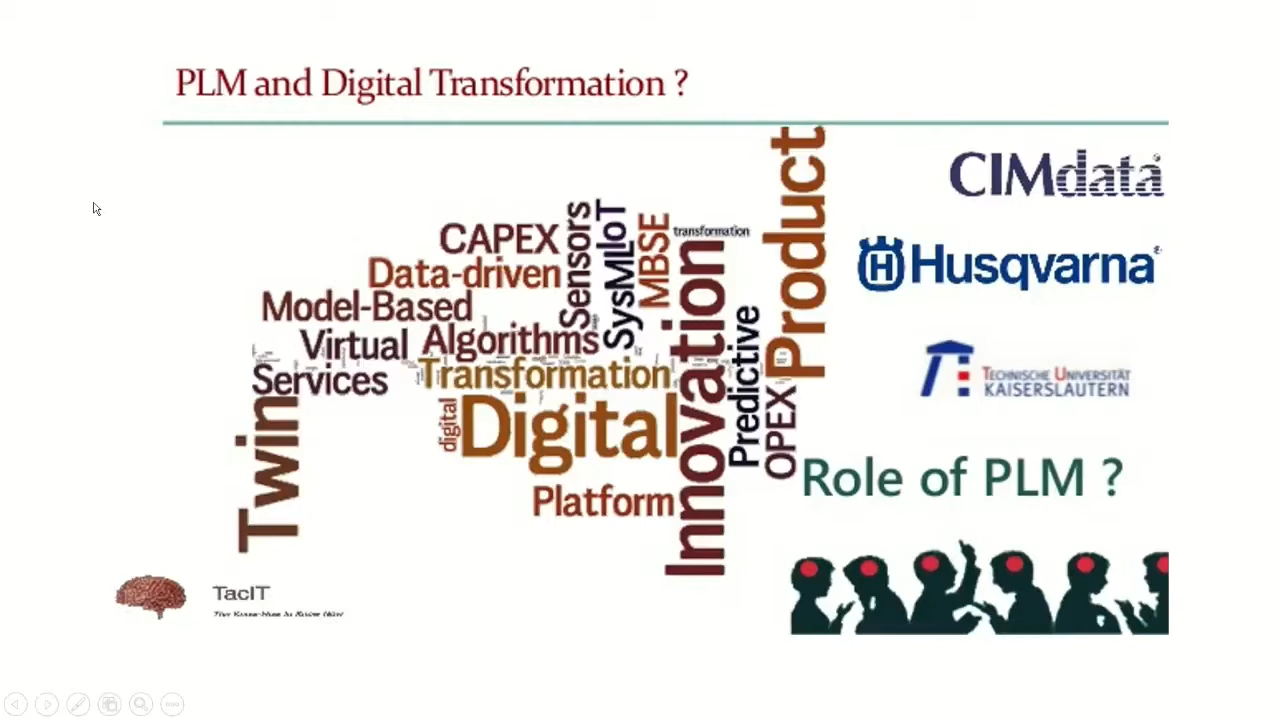 PLM and Digital Transformation ?
CIMdata
transformation
Product
CAPEX
Sensors
IoT
MBSE
Data-driven
SysML
Husqvarna
Innovation
Model-Based
Virtual
Algorithms
Predictive
Services
Transformation
TECHNISCHE UNIVERSITÄT
KAISERSLAUTERN
digital
Digital
OPEX
Twin
Platform
Role of PLM ?
TacIT